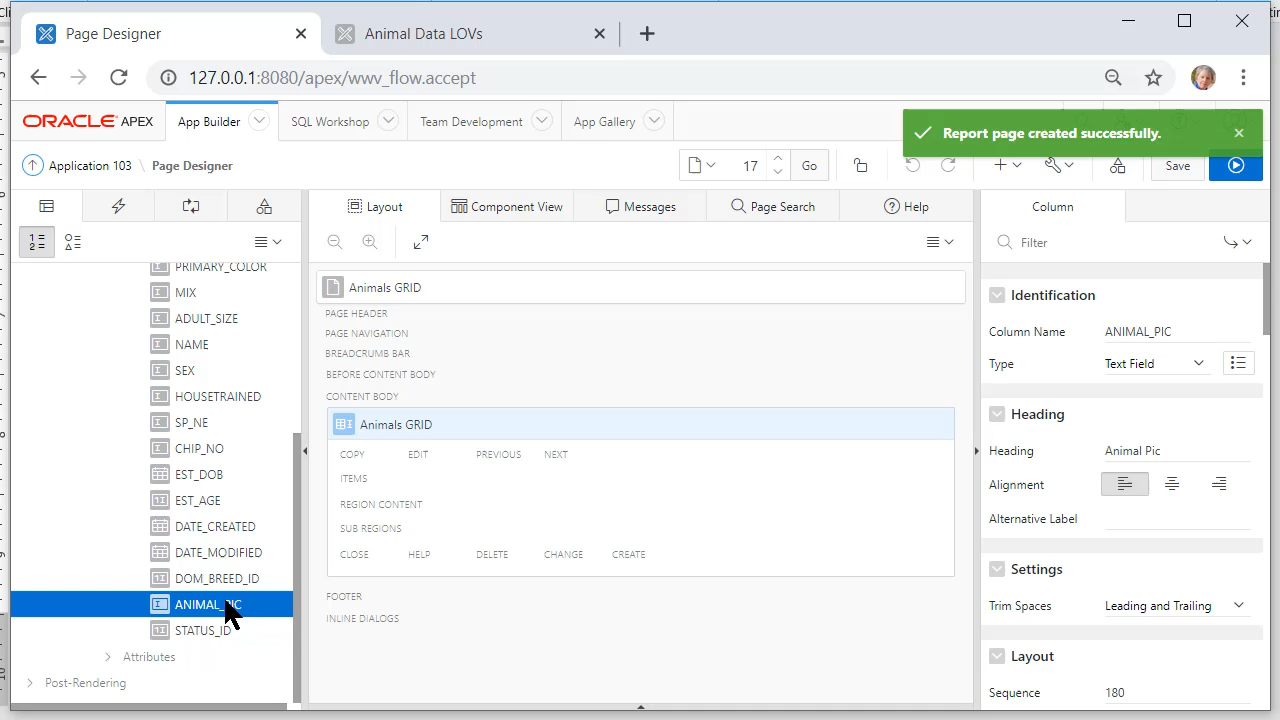 Page Designer
Animal Data LOVs
127.0.0.1:8080/apex/wwv_flow.accept
ORACLE APEX
App Builder
SQL Workshop
Team Development
App Gallery
Report page created successfully.
Application 103 \ Page Designer
17
Go
Save
Layout
Component View
Messages
Page Search
Help
Column
Filter
PRIMARY_COLOR
MIX
ADULT_SIZE
NAME
SEX
HOUSETRAINED
SP_NE
CHIP_NO
EST_DOB
EST_AGE
DATE_CREATED
DATE_MODIFIED
DOM_BREED_ID
ANIMAL_PIC
STATUS_ID
Attributes
Post-Rendering
Animals GRID
PAGE HEADER
PAGE NAVIGATION
BREADCRUMB BAR
BEFORE CONTENT BODY
CONTENT BODY
Animals GRID
COPY EDIT PREVIOUS NEXT
ITEMS
REGION CONTENT
SUB REGIONS
CLOSE HELP DELETE CHANGE CREATE
FOOTER
INLINE DIALOGS
Identification
Column Name ANIMAL_PIC
Type Text Field
Heading
Heading Animal Pic
Alignment
Alternative Label
Settings
Trim Spaces Leading and Trailing
Layout
Sequence 180